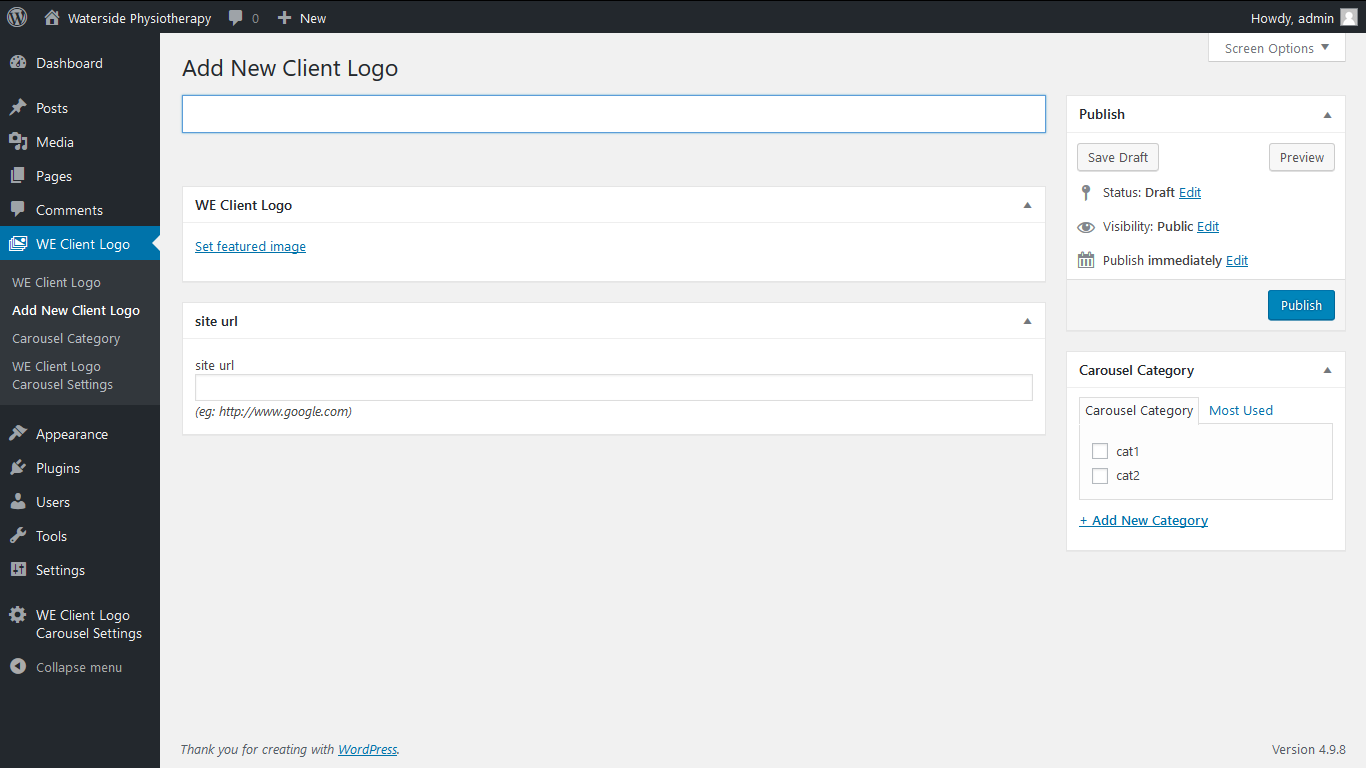 Waterside Physiotherapy 0 New Howdy, admin
Dashboard
Posts
Media
Pages
Comments
WE Client Logo
WE Client Logo
Add New Client Logo
Carousel Category
WE Client Logo
Carousel Settings
Appearance
Plugins
Users
Tools
Settings
WE Client Logo
Carousel Settings
Collapse menu
Screen Options
Add New Client Logo
WE Client Logo
Set featured image
site url
site url
(eg: http://www.google.com)
Publish
Save Draft Preview
Status: Draft Edit
Visibility: Public Edit
Publish immediately Edit
Publish
Carousel Category
Carousel Category Most Used
cat1
cat2
+ Add New Category
Thank you for creating with WordPress. Version 4.9.8